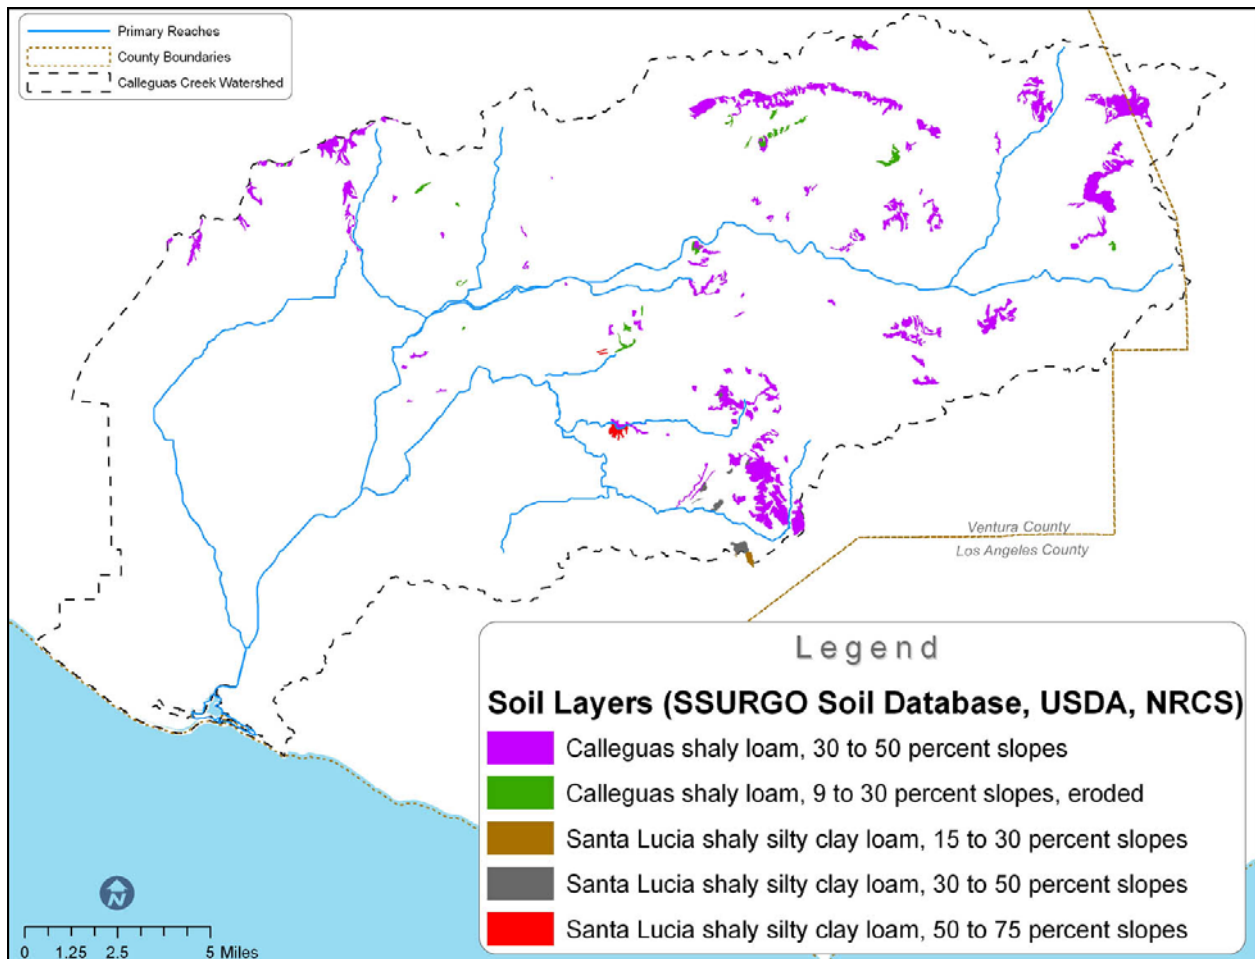 Primary Reaches
County Boundaries
Calleguas Creek Watershed
Ventura County
Los Angeles County
Legend
Soil Layers (SSURGO Soil Database, USDA, NRCS)
Calleguas shaly loam, 30 to 50 percent slopes
Calleguas shaly loam, 9 to 30 percent slopes, eroded
Santa Lucia shaly silty clay loam, 15 to 30 percent slopes
Santa Lucia shaly silty clay loam, 30 to 50 percent slopes
Santa Lucia shaly silty clay loam, 50 to 75 percent slopes
N
0 1.25 2.5 5 Miles